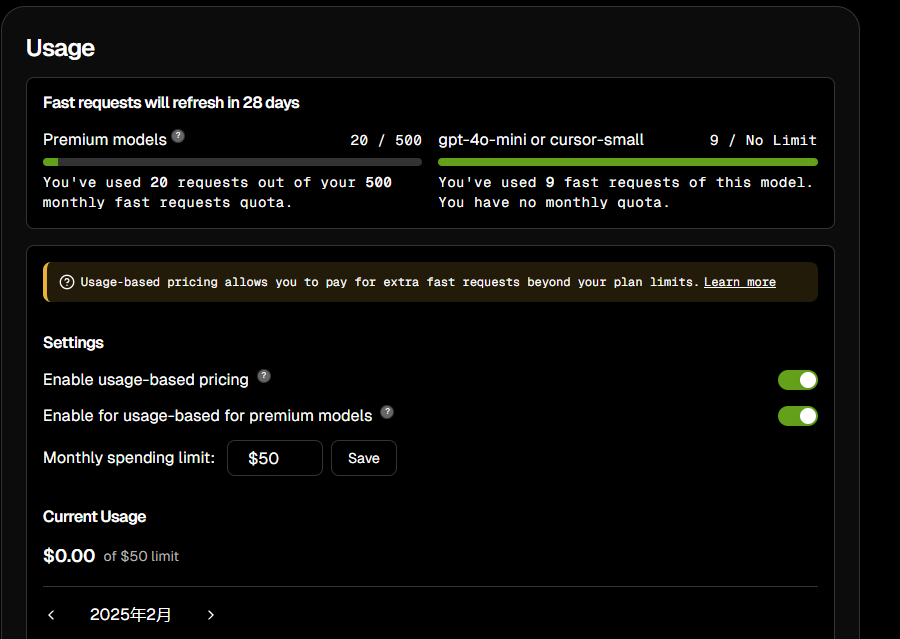 Usage
Fast requests will refresh in 28 days
Premium models ?
20 / 500
You've used 20 requests out of your 500
monthly fast requests quota.
gpt-4o-mini or cursor-small
9 / No Limit
You've used 9 fast requests of this model.
You have no monthly quota.
? Usage-based pricing allows you to pay for extra fast requests beyond your plan limits. Learn more
Settings
Enable usage-based pricing ?
Enable for usage-based for premium models ?
Monthly spending limit: $50 Save
Current Usage
$0.00 of $50 limit
2025年2月